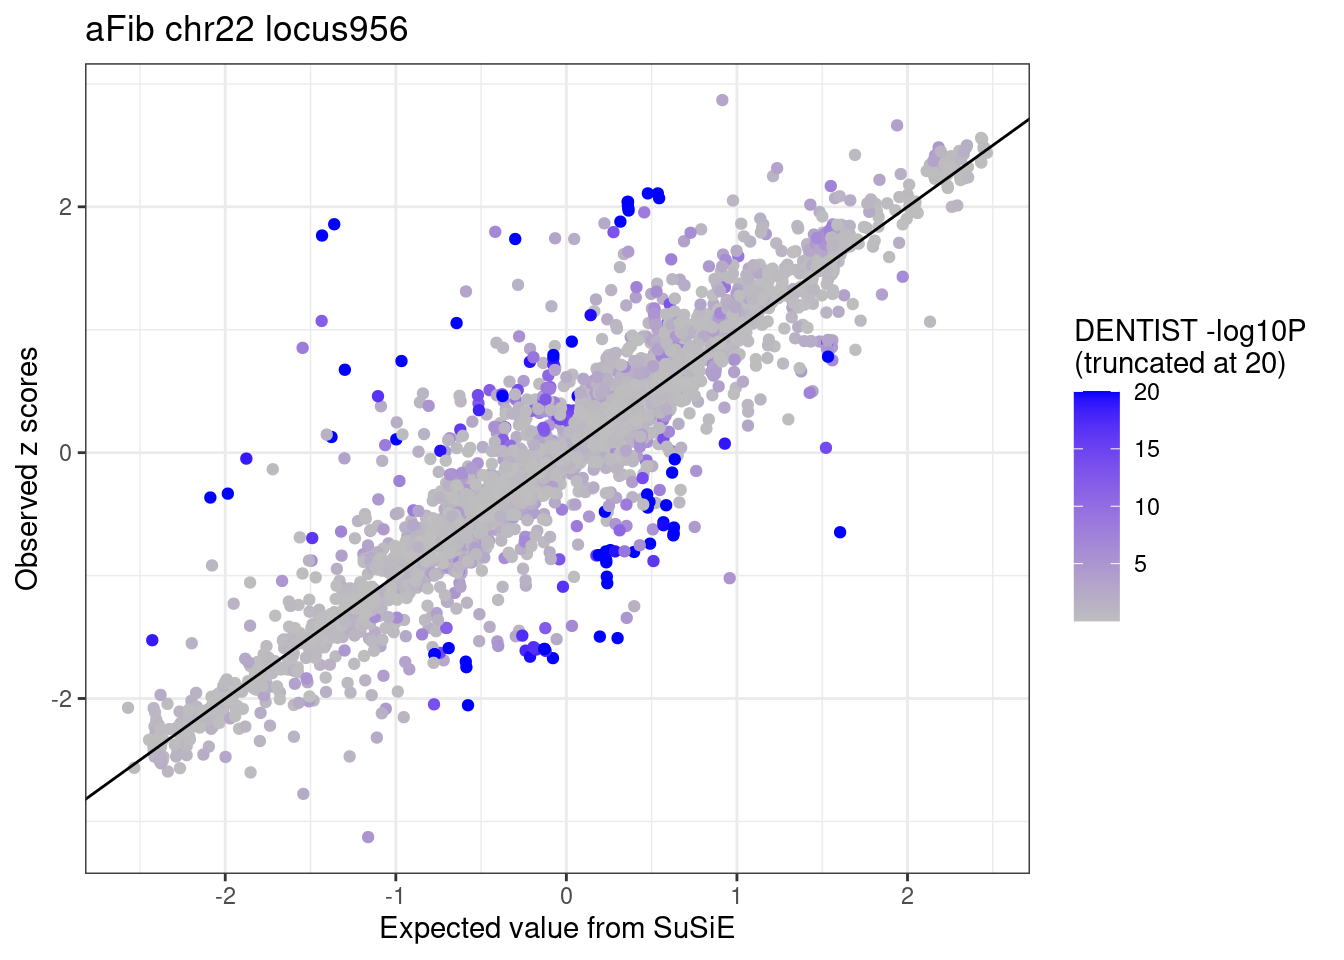 aFib chr22 locus956
Observed z scores
2
0
-2
-2
-1
0
1
2
Expected value from SuSiE
DENTIST -log10P
(truncated at 20)
20
15
10
5